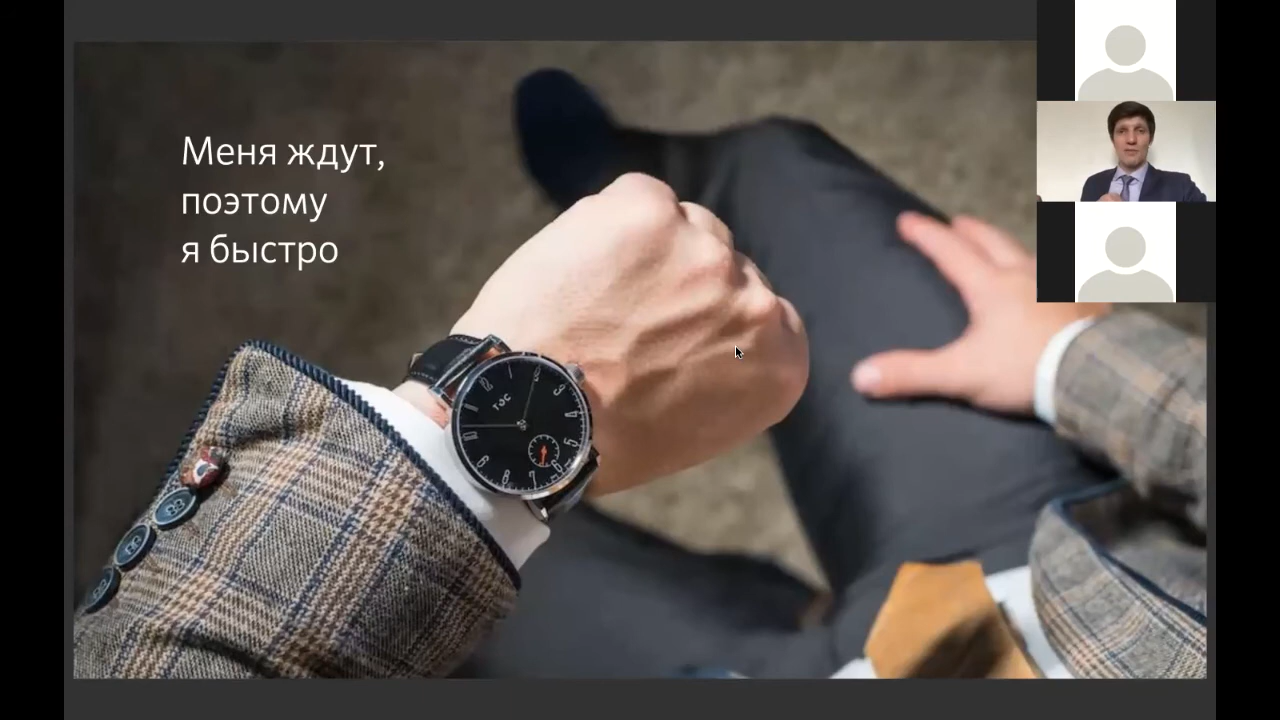 Меня ждут,
поэтому
я быстро